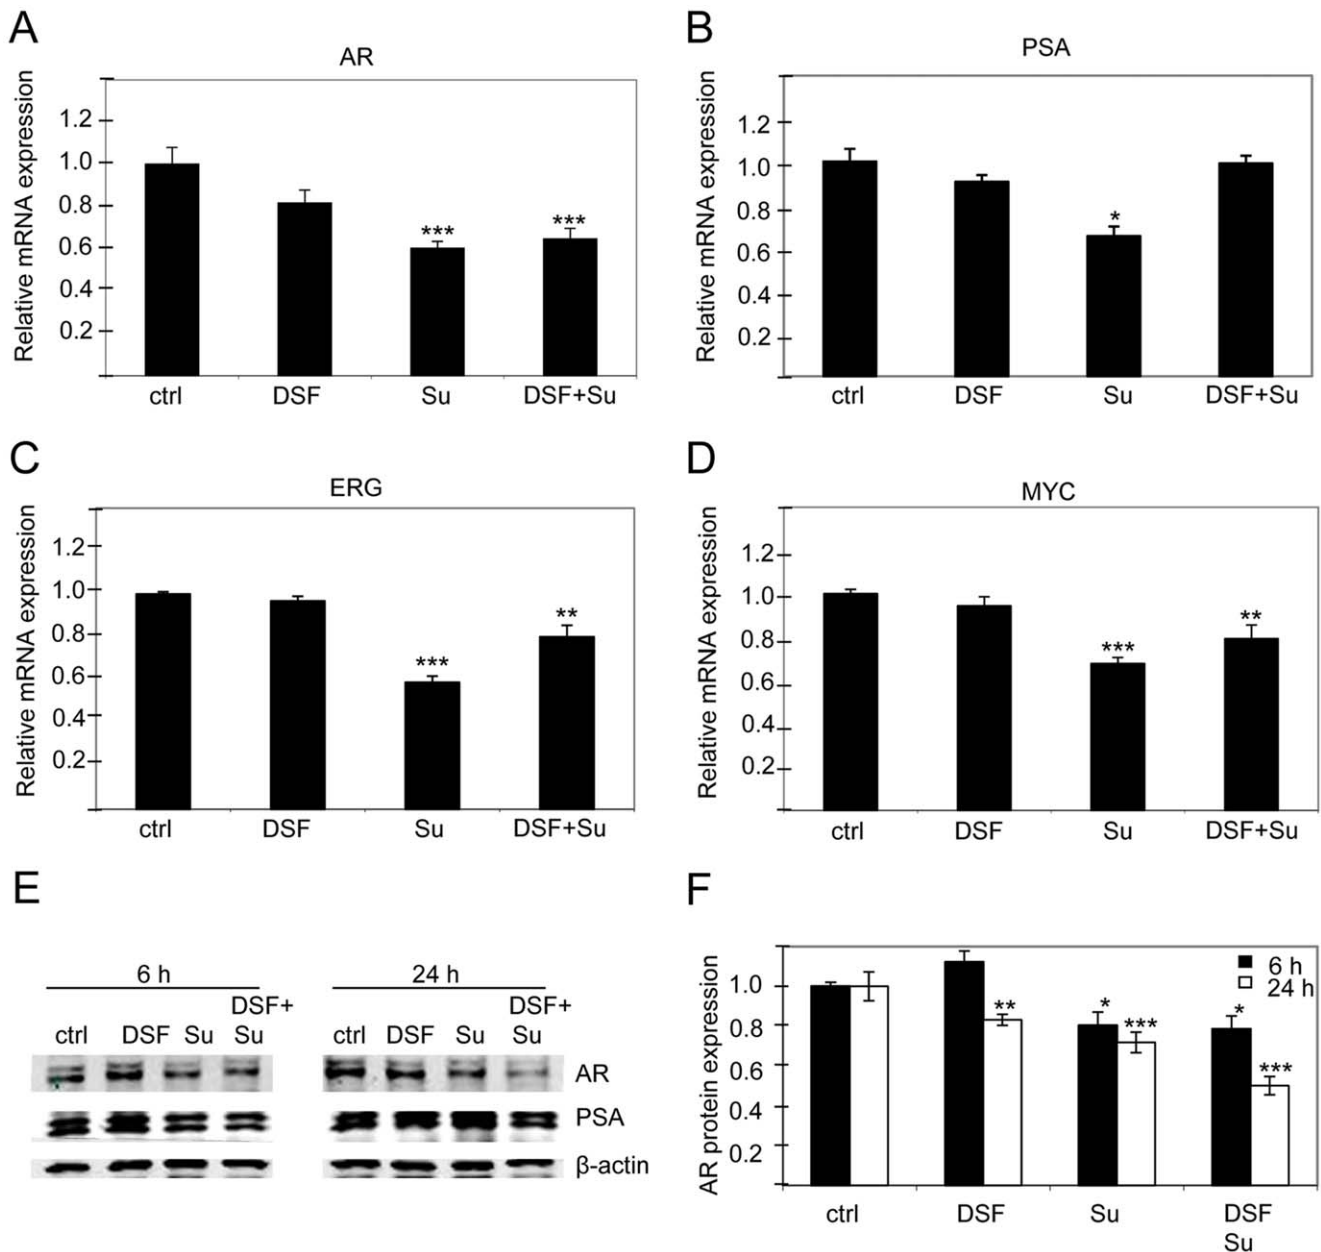 A
AR
Relative mRNA expression
1.2
1.0
0.8
0.6
0.4
0.2
***
***
ctrl DSF Su DSF+Su
B
PSA
Relative mRNA expression
1.2
1.0
0.8
0.6
0.4
0.2
*
ctrl DSF Su DSF+Su
C
ERG
Relative mRNA expression
1.2
1.0
0.8
0.6
0.4
0.2
***
**
ctrl DSF Su DSF+Su
D
MYC
Relative mRNA expression
1.2
1.0
0.8
0.6
0.4
0.2
***
**
ctrl DSF Su DSF+Su
E
6 h 24 h
DSF+ DSF+
ctrl DSF Su Su ctrl DSF Su Su
AR
PSA
β-actin
F
AR protein expression
1.0
0.8
0.6
0.4
0.2
6 h
24 h
**
*
***
*
***
ctrl DSF Su DSF
Su